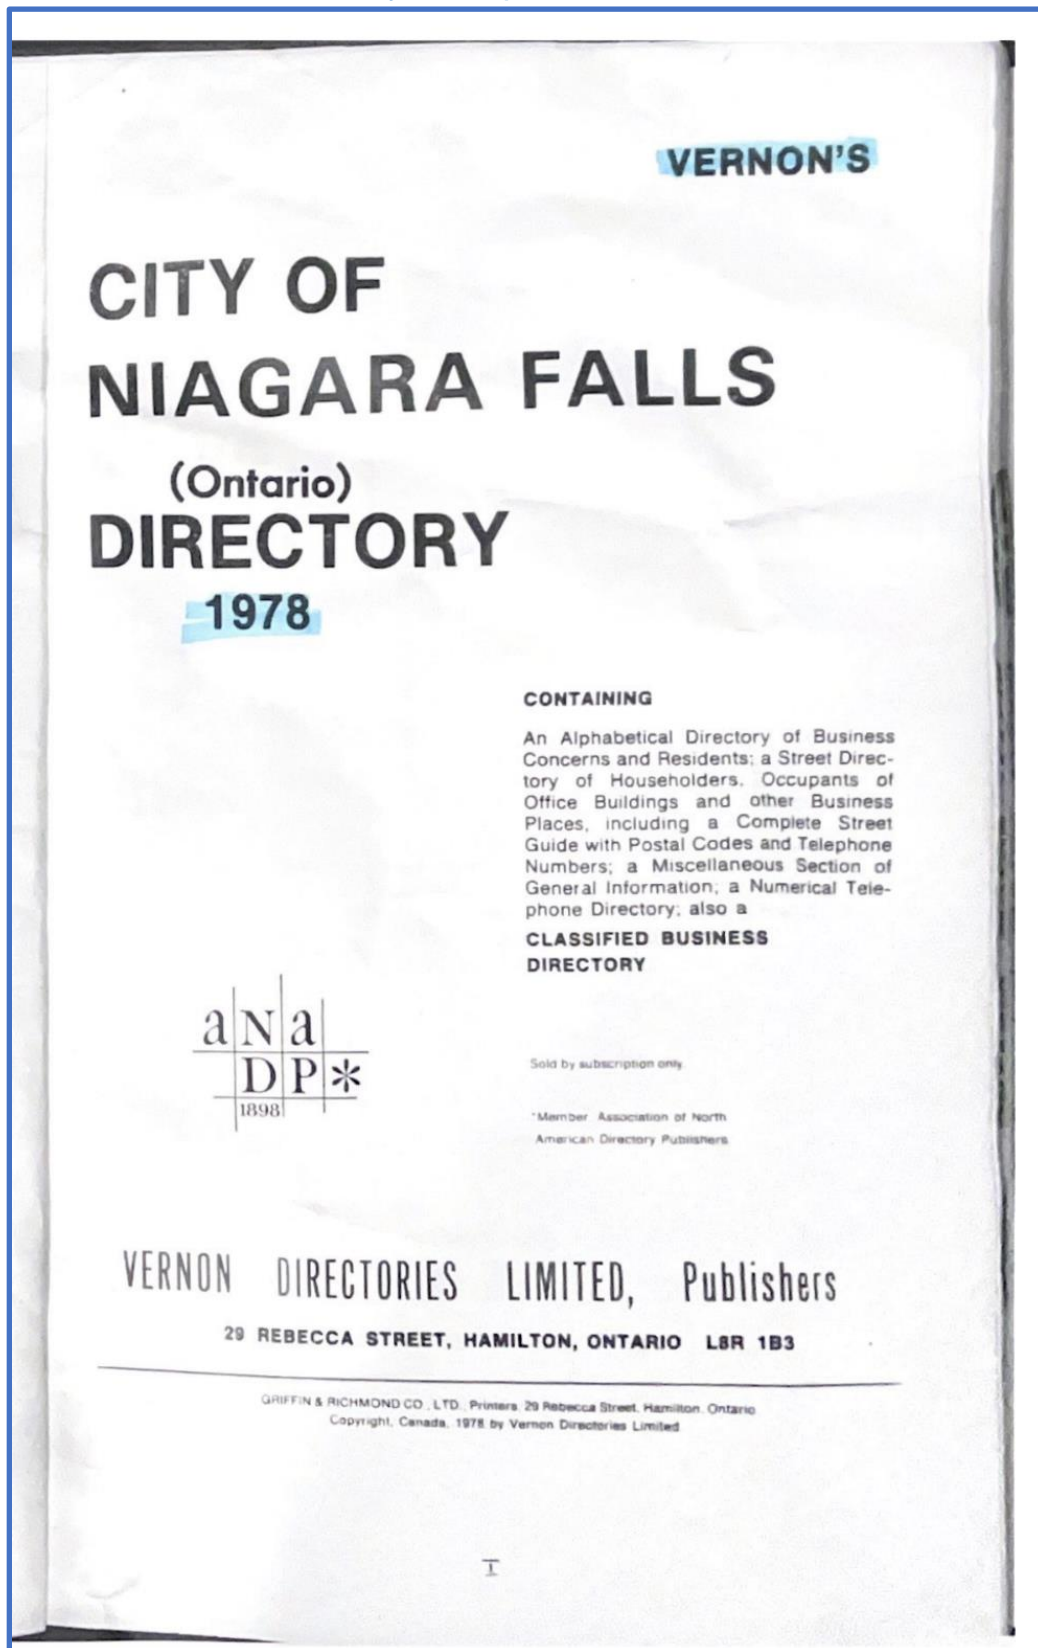 VERNON'S
CITY OF
NIAGARA FALLS
(Ontario)
DIRECTORY
1978
CONTAINING
An Alphabetical Directory of Business
Concerns and Residents; a Street Direc-
tory of Householders, Occupants of
Office Buildings and other Business
Places, including a Complete Street
Guide with Postal Codes and Telephone
Numbers; a Miscellaneous Section of
General Information; a Numerical Tele-
phone Directory; also a
CLASSIFIED BUSINESS
DIRECTORY
aNa
DP*
1898
Sold by subscription only
*Member Association of North
American Directory Publishers
VERNON DIRECTORIES LIMITED, Publishers
29 REBECCA STREET, HAMILTON, ONTARIO L8R 1B3
GRIFFIN & RICHMOND CO., LTD., Printers, 29 Rebecca Street, Hamilton, Ontario
Copyright, Canada, 1978 by Vernon Directories Limited
I